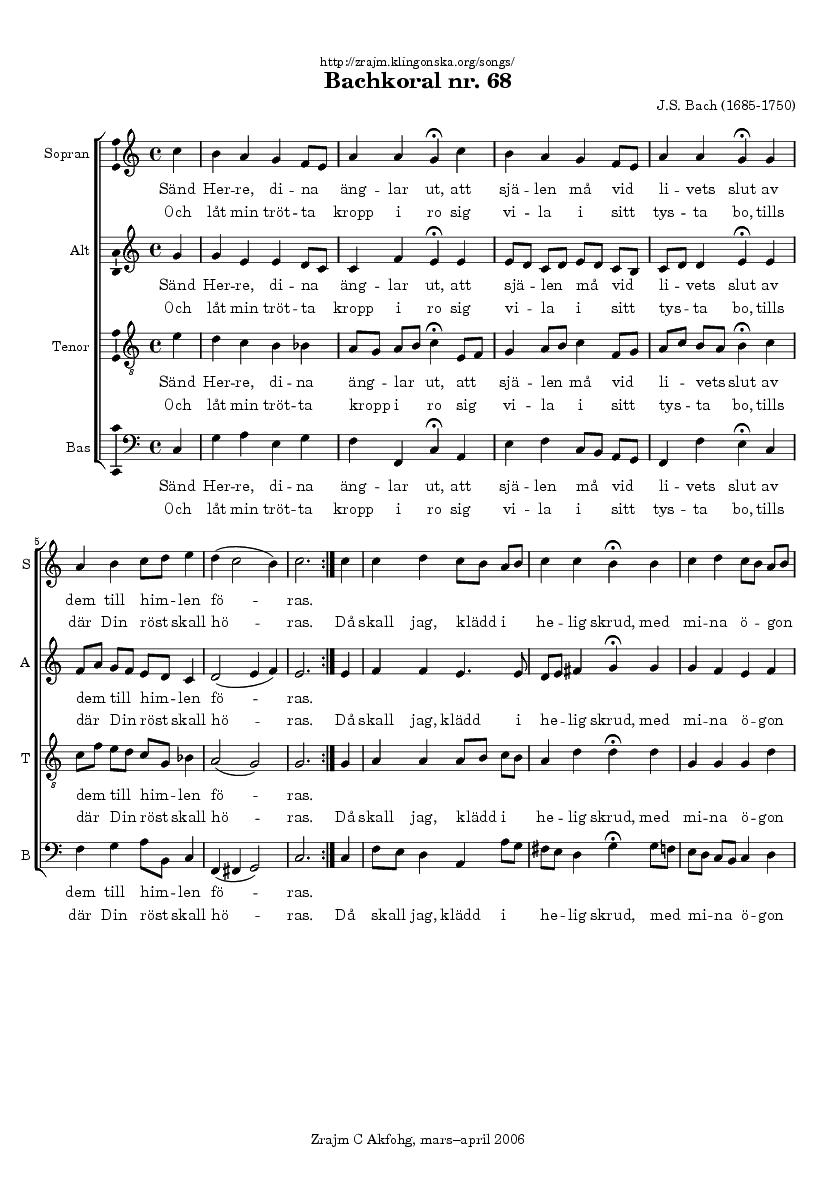 http://zrajm.klingonska.org/songs/
Bachkoral nr. 68
J.S. Bach (1685-1750)
Sopran
Sänd Her-re, di - na äng - lar ut, att sjä - len må vid li - vets slut av
Och låt min tröt - ta kropp i ro sig vi - la i sitt tys - ta bo, tills
Alt
Sänd Her-re, di - na äng - lar ut, att sjä - len må vid li - vets slut av
Och låt min tröt - ta kropp i ro sig vi - la i sitt tys - ta bo, tills
Tenor
8
Sänd Her-re, di - na äng - lar ut, att sjä - len må vid li - vets slut av
Och låt min tröt - ta kropp i ro sig vi - la i sitt tys - ta bo, tills
Bas
Sänd Her-re, di - na äng - lar ut, att sjä - len må vid li - vets slut av
Och låt min tröt - ta kropp i ro sig vi - la i sitt tys - ta bo, tills
5
S
dem till him - len fö - ras.
där Din röst skall hö - ras. Då skall jag, klädd i he - lig skrud, med mi - na ö - gon
A
dem till him - len fö - ras.
där Din röst skall hö - ras. Då skall jag, klädd i he - lig skrud, med mi - na ö - gon
T
8
dem till him - len fö - ras.
där Din röst skall hö - ras. Då skall jag, klädd i he - lig skrud, med mi - na ö - gon
B
dem till him - len fö - ras.
där Din röst skall hö - ras. Då skall jag, klädd i he - lig skrud, med mi - na ö - gon
Zrajm C Akfohg, mars–april 2006